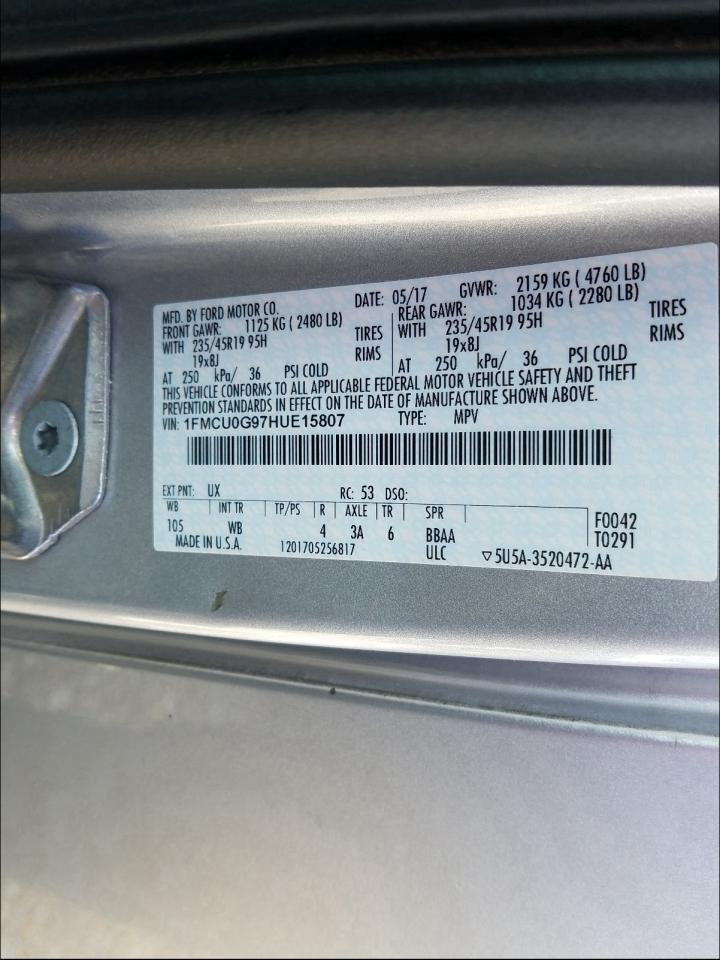 MFD. BY FORD MOTOR CO. DATE: 05/17 GVWR: 2159 KG ( 4760 LB)
FRONT GAWR: 1125 KG ( 2480 LB) REAR GAWR: 1034 KG ( 2280 LB)
WITH 235/45R19 95H TIRES WITH 235/45R19 95H TIRES
19x8J RIMS 19x8J RIMS
AT 250 kPa/ 36 PSI COLD AT 250 kPa/ 36 PSI COLD
THIS VEHICLE CONFORMS TO ALL APPLICABLE FEDERAL MOTOR VEHICLE SAFETY AND THEFT
PREVENTION STANDARDS IN EFFECT ON THE DATE OF MANUFACTURE SHOWN ABOVE.
VIN: 1FMCU0G97HUE15807 TYPE: MPV
EXT PNT: UX RC: 53 DSO:
WB INT TR TP/PS R AXLE TR SPR
105 WB 4 3A 6 BBAA F0042
MADE IN U.S.A. 1201705256817 ULC T0291
▽5U5A-3520472-AA